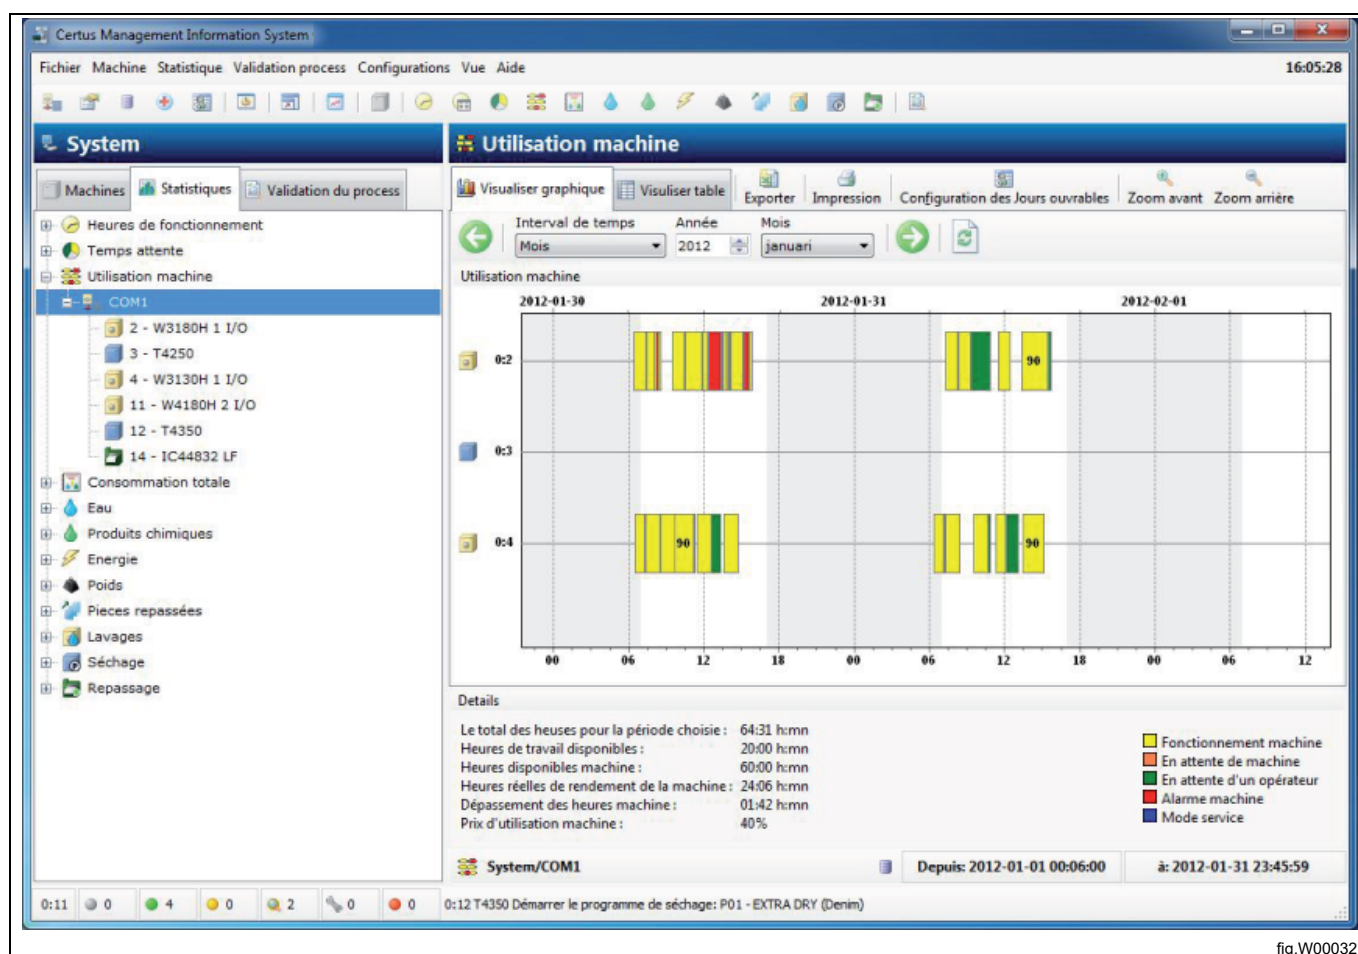 Certus Management Information System
Fichier Machine Statistique Validation process Configurations Vue Aide 16:05:28
System
Utilisation machine
Machines Statistiques Validation du process
Visualiser graphique Visuliser table Exporter Impression Configuration des Jours ouvrables Zoom avant Zoom arrière
Heures de fonctionnement
Temps attente
Utilisation machine
COM1
2 - W3180H 1 I/O
3 - T4250
4 - W3130H 1 I/O
11 - W4180H 2 I/O
12 - T4350
14 - IC44832 LF
Consommation totale
Eau
Produits chimiques
Energie
Poids
Pieces repassées
Lavages
Séchage
Repassage
Interval de temps Année Mois
Mois 2012 januari
Utilisation machine
2012-01-30 2012-01-31 2012-02-01
0:2 90
0:3
0:4 90 90
00 06 12 18 00 06 12 18 00 06 12
Details
Le total des heuses pour la période choisie : 64:31 h:mn
Heures de travail disponibles : 20:00 h:mn
Heures disponibles machine : 60:00 h:mn
Heures réelles de rendement de la machine : 24:06 h:mn
Dépassement des heures machine : 01:42 h:mn
Prix d'utilisation machine : 40%
Fonctionnement machine
En attente de machine
En attente d'un opérateur
Alarme machine
Mode service
System/COM1 Depuis: 2012-01-01 00:06:00 à: 2012-01-31 23:45:59
0:11 0 4 0 2 0 0 0:12 T4350 Démarrer le programme de séchage: P01 - EXTRA DRY (Denim)
fig.W00032